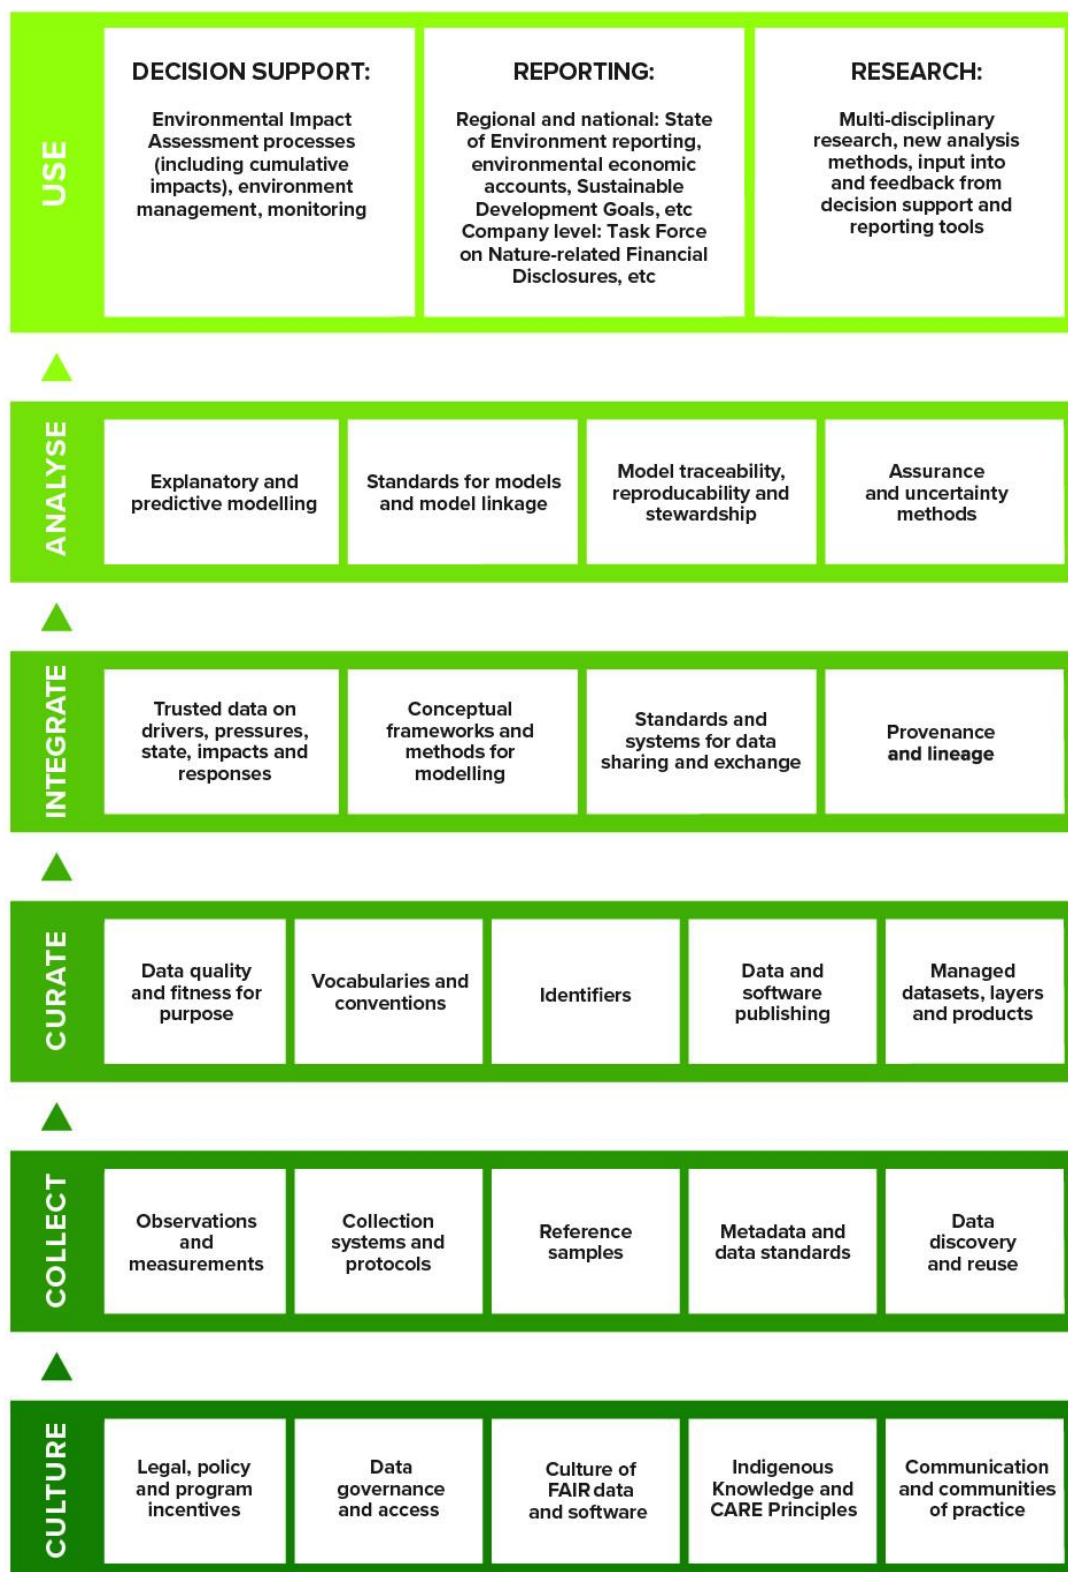 USE
DECISION SUPPORT:
Environmental Impact
Assessment processes
(including cumulative
impacts), environment
management, monitoring
REPORTING:
Regional and national: State
of Environment reporting,
environmental economic
accounts, Sustainable
Development Goals, etc
Company level: Task Force
on Nature-related Financial
Disclosures, etc
RESEARCH:
Multi-disciplinary
research, new analysis
methods, input into
and feedback from
decision support and
reporting tools
ANALYSE
Explanatory and
predictive modelling
Standards for models
and model linkage
Model traceability,
reproducability and
stewardship
Assurance
and uncertainty
methods
INTEGRATE
Trusted data on
drivers, pressures,
state, impacts and
responses
Conceptual
frameworks and
methods for
modelling
Standards and
systems for data
sharing and exchange
Provenance
and lineage
CURATE
Data quality
and fitness for
purpose
Vocabularies and
conventions
Identifiers
Data and
software
publishing
Managed
datasets, layers
and products
COLLECT
Observations
and
measurements
Collection
systems and
protocols
Reference
samples
Metadata and
data standards
Data
discovery
and reuse
CULTURE
Legal, policy
and program
incentives
Data
governance
and access
Culture of
FAIR data
and software
Indigenous
Knowledge and
CARE Principles
Communication
and communities
of practice